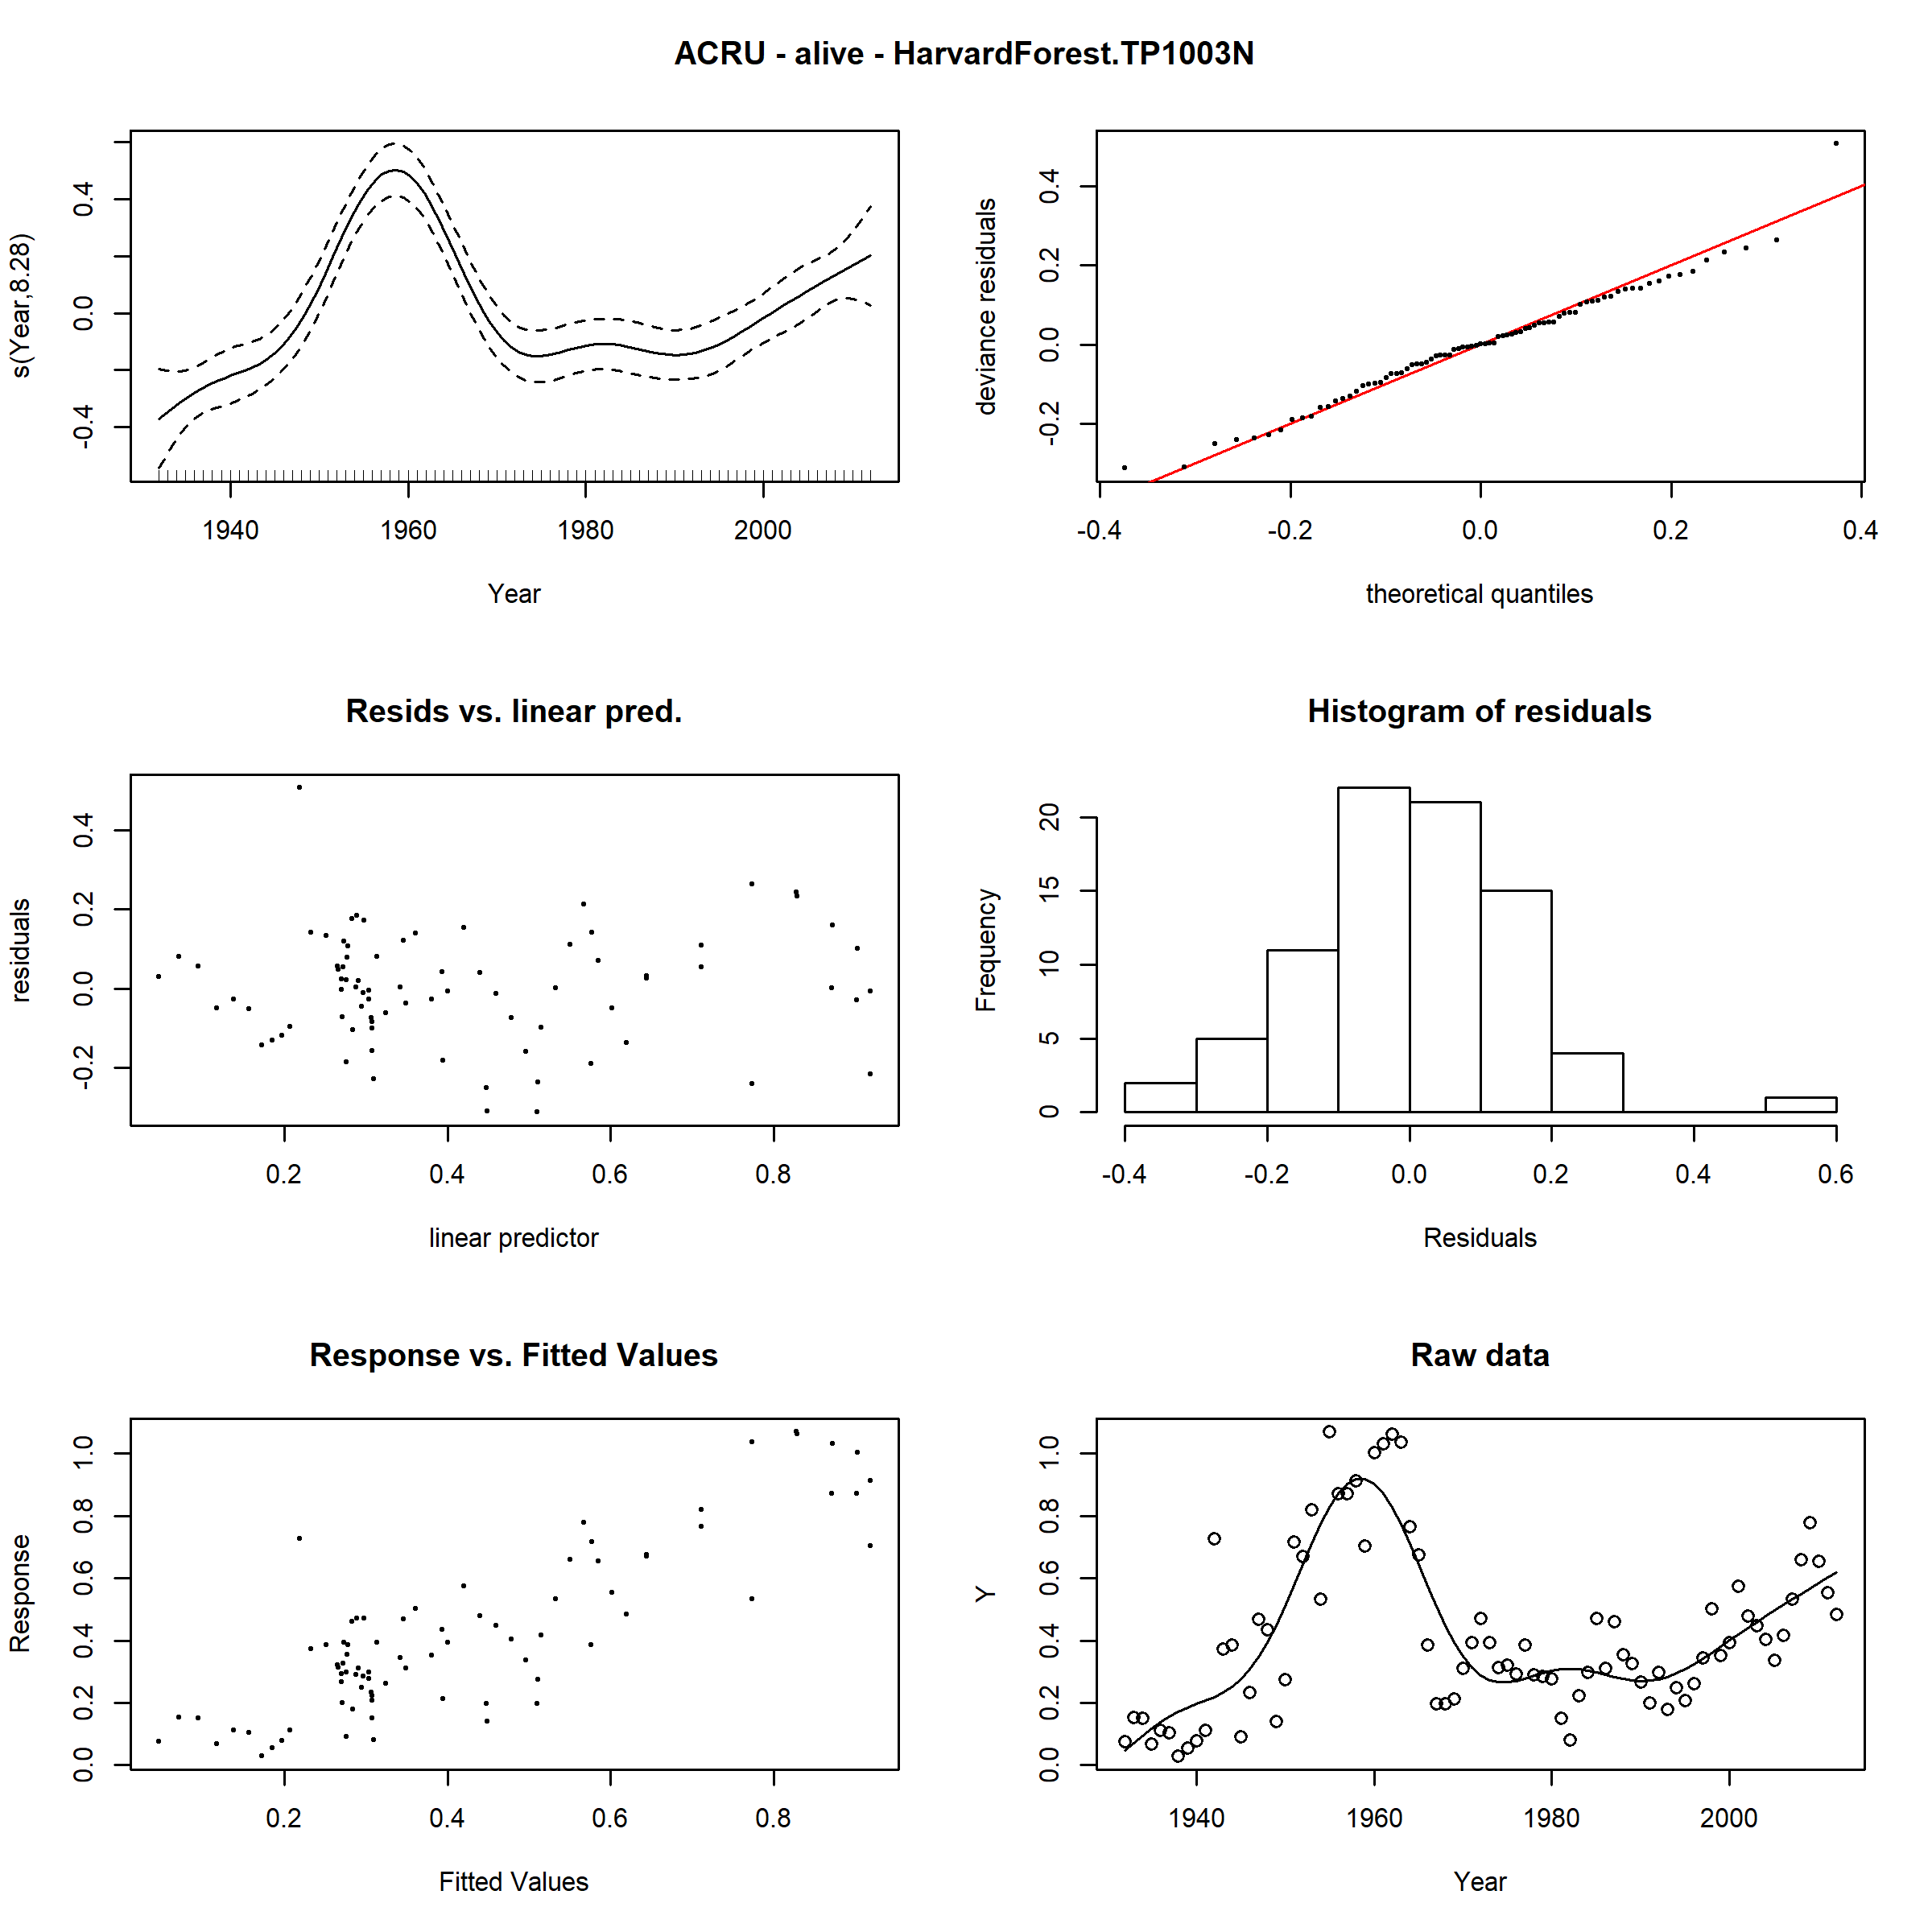 ACRU - alive - HarvardForest.TP1003N
s(Year,8.28)
-0.4 0.0 0.4
1940 1960 1980 2000
Year
deviance residuals
-0.2 0.0 0.2 0.4
-0.4 -0.2 0.0 0.2 0.4
theoretical quantiles
Resids vs. linear pred.
residuals
-0.2 0.0 0.2 0.4
0.2 0.4 0.6 0.8
linear predictor
Histogram of residuals
Frequency
0 5 10 15 20
-0.4 -0.2 0.0 0.2 0.4 0.6
Residuals
Response vs. Fitted Values
Response
0.0 0.2 0.4 0.6 0.8 1.0
0.2 0.4 0.6 0.8
Fitted Values
Raw data
Y
0.0 0.2 0.4 0.6 0.8 1.0
1940 1960 1980 2000
Year